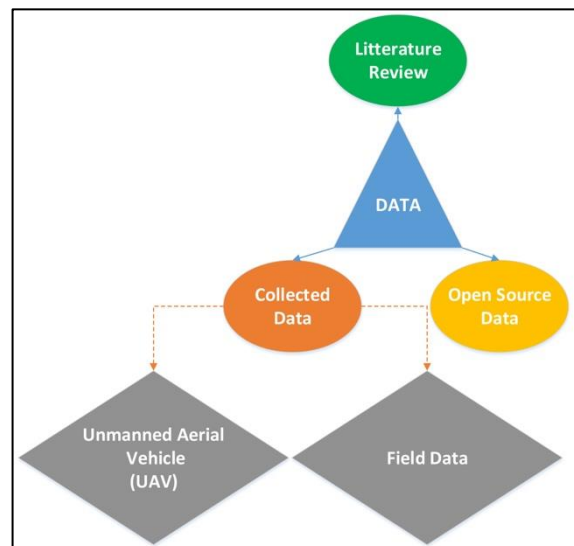 Litterature
Review
DATA
Collected
Data
Open Source
Data
Unmanned Aerial
Vehicle
(UAV)
Field Data